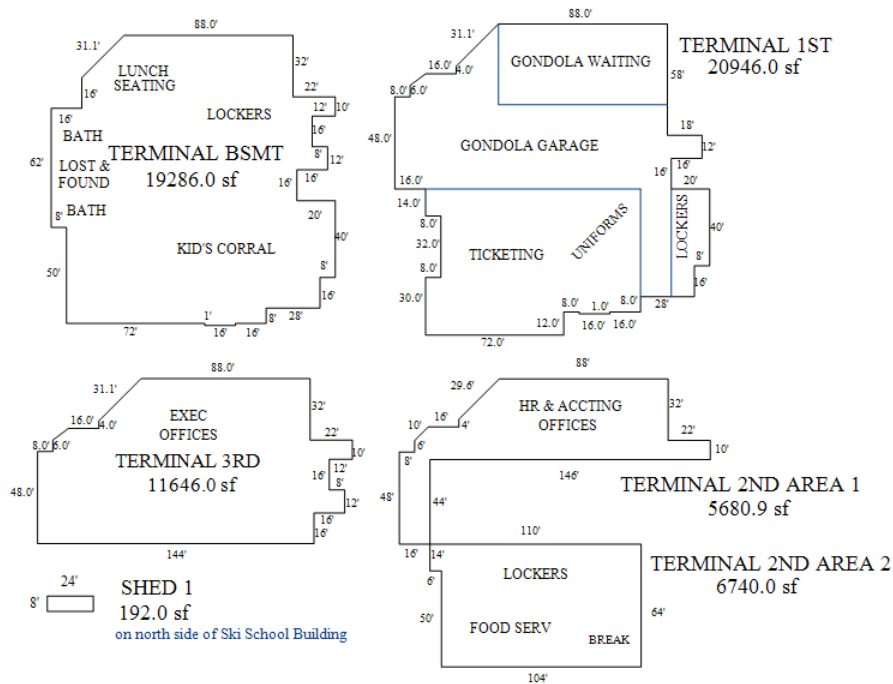 88.0'
31.1'
32'
LUNCH
SEATING
22'
16'
12' 10'
16'
LOCKERS
BATH
16'
8'
62'
TERMINAL BSMT
19286.0 sf
12'
LOST &
FOUND
16'
16'
BATH
8'
20'
KID'S CORRAL
40'
50'
8'
16'
72'
1'
16'
16'
8'
28'
88.0'
31.1'
TERMINAL 1ST
20946.0 sf
GONDOLA WAITING
58'
16.0'
4.0'
8.0'
6.0'
18'
12'
48.0'
GONDOLA GARAGE
16'
16'
16.0'
20'
14.0'
8.0'
UNIFORMS
LOCKERS
40'
32.0'
TICKETING
8.0'
8'
16'
30.0'
8.0'
1.0'
8.0'
28'
12.0'
16.0'
16.0'
72.0'
88.0'
31.1'
32'
EXEC
OFFICES
16.0'
4.0'
22'
8.0'
6.0'
10'
TERMINAL 3RD
11646.0 sf
16'
12'
8'
48.0'
12'
16'
16'
144'
24'
8'
SHED 1
192.0 sf
on north side of Ski School Building
88'
29.6'
32'
HR & ACCTING
OFFICES
16'
4'
10'
6'
22'
8'
10'
146'
TERMINAL 2ND AREA 1
5680.9 sf
48'
44'
110'
16'
14'
TERMINAL 2ND AREA 2
6740.0 sf
6'
LOCKERS
64'
50'
FOOD SERV
BREAK
104'